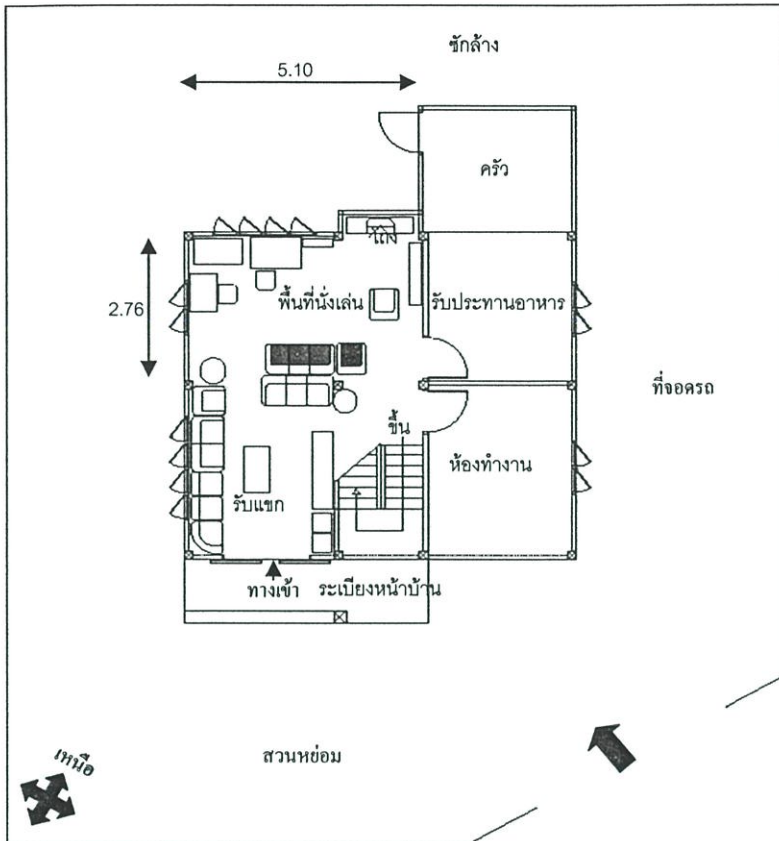 ซักล้าง
5.10
ครัว
โถง
พื้นที่นั่งเล่น
รับประทานอาหาร
2.76
ที่จอดรถ
ขึ้น
ห้องทำงาน
รับแขก
ทางเข้า
ระเบียงหน้าบ้าน
เหนือ
สวนหย่อม